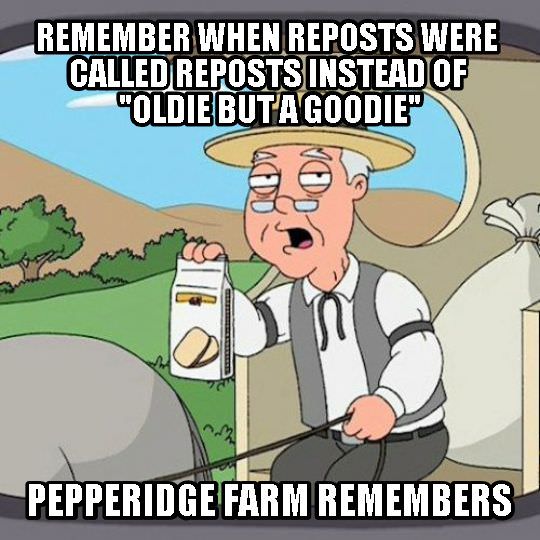 REMEMBER WHEN REPOSTS WERE
CALLED REPOSTS INSTEAD OF
"OLDIE BUT A GOODIE"
PEPPERIDGE FARM REMEMBERS